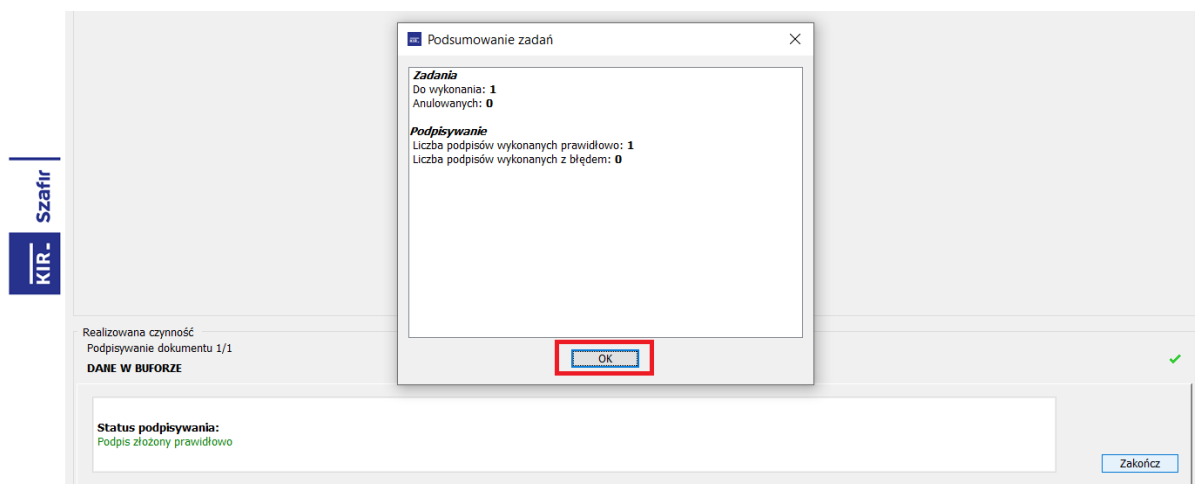 KIR. Podsumowanie zadań
Zadania
Do wykonania: 1
Anulowanych: 0
Podpisywanie
Liczba podpisów wykonanych prawidłowo: 1
Liczba podpisów wykonanych z błędem: 0
OK
KIR. Szafir
Realizowana czynność
Podpisywanie dokumentu 1/1
DANE W BUFORZE
Status podpisywania:
Podpis złożony prawidłowo
Zakończ